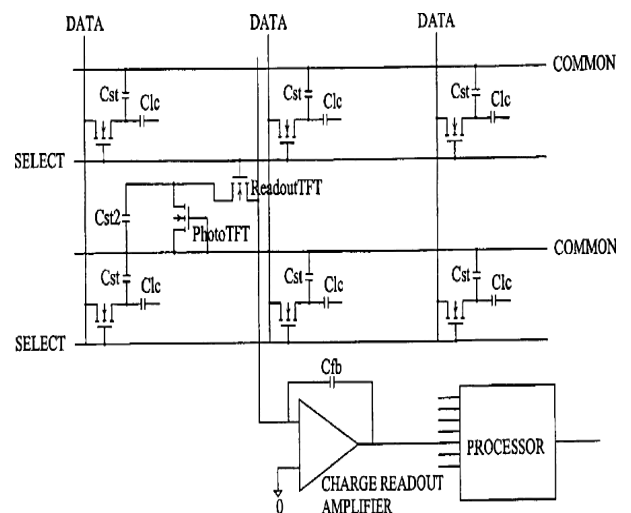 DATA DATA DATA
COMMON
Cst Clc Cst Clc Cst Clc
SELECT
ReadoutTFT
Cst2 PhotoTFT
COMMON
Cst Clc Cst Clc Cst Clc
SELECT
Cfb
PROCESSOR
CHARGE READOUT
AMPLIFIER
0